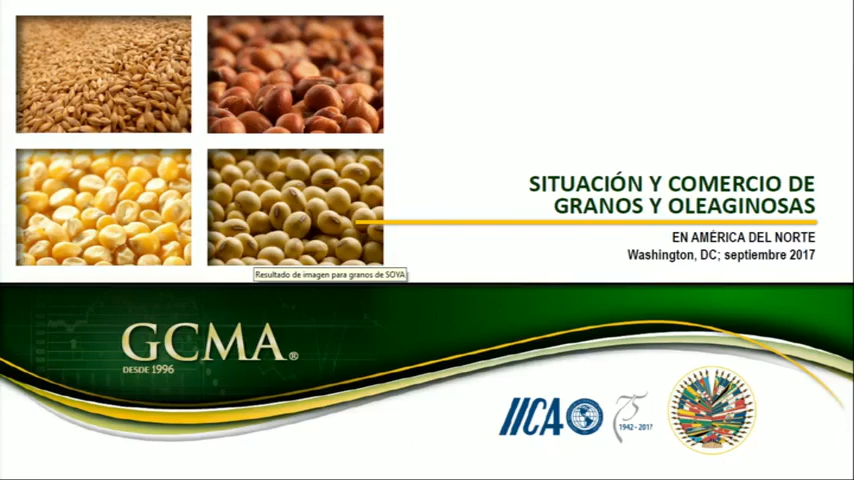 SITUACIÓN Y COMERCIO DE
GRANOS Y OLEAGINOSAS
EN AMÉRICA DEL NORTE
Washington, DC; septiembre 2017
Resultado de imagen para granos de SOYA
GCMA®
DESDE 1996
IICA
75
1942 - 2017